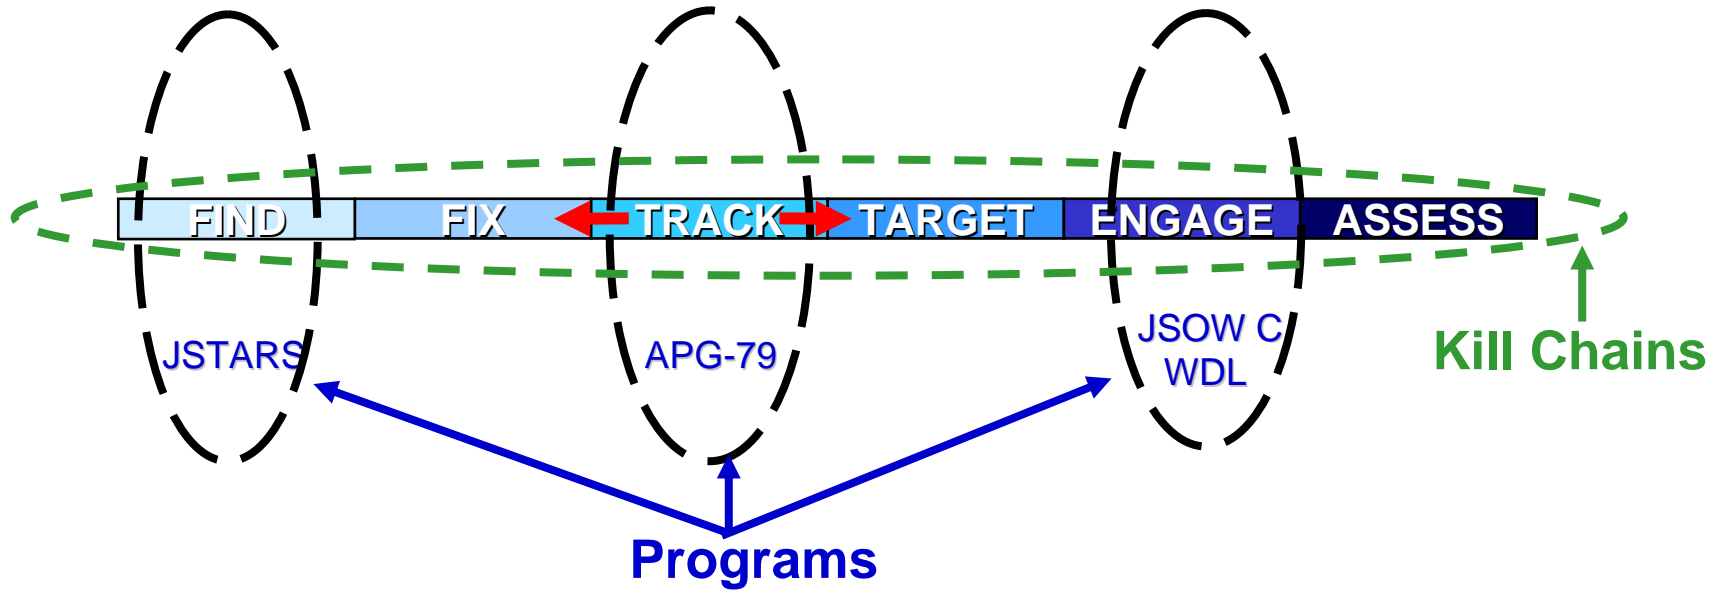 FIND FIX TRACK TARGET ENGAGE ASSESS
JSTARS
APG-79
JSOW C
WDL
Kill Chains
Programs